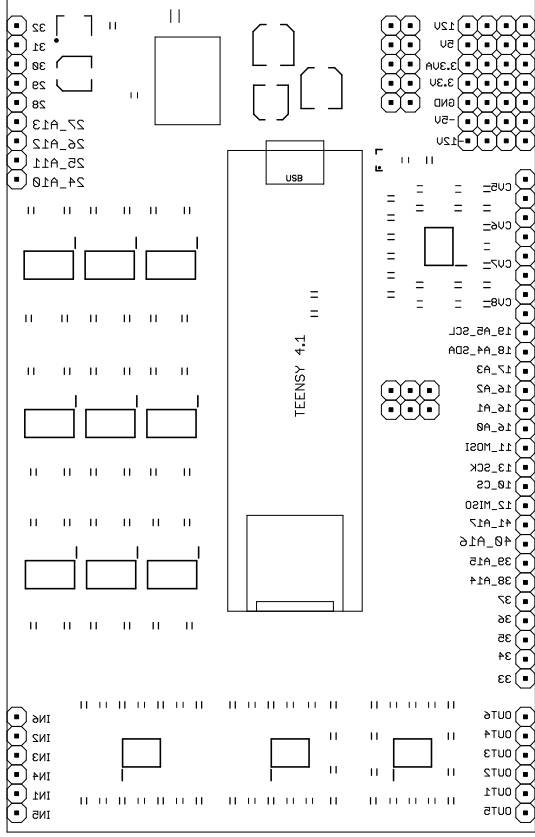 32
31
30
29
28
27_A13
26_A12
25_A11
24_A10
12V
5V
3.3VA
3.3V
GND
-5V
-12V
USB
TEENSY 4.1
CV5
CV6
CV7
CV8
19_A5_SCL
18_A4_SDA
17_A3
16_A2
16_A1
16_A0
11_MOSI
13_SCK
10_CS
12_MISO
41_A17
40_A16
39_A15
38_A14
37
36
35
34
33
IN6
IN2
IN3
IN4
IN1
IN5
OUT6
OUT4
OUT3
OUT2
OUT1
OUT5